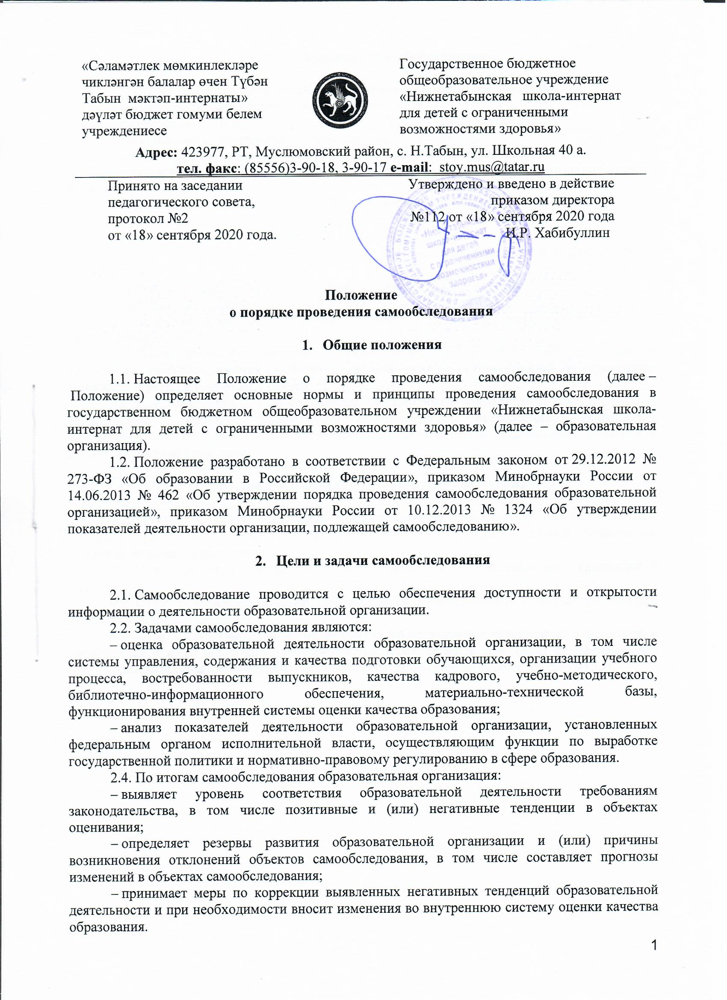 «Сәламәтлек мөмкинлекләре
чикләнгән балалар өчен Түбән
Табын мәктәп-интернаты»
дәүләт бюджет гомуми белем
учреждениесе
Государственное бюджетное
общеобразовательное учреждение
«Нижнетабынская школа-интернат
для детей с ограниченными
возможностями здоровья»
Адрес: 423977, РТ, Муслюмовский район, с. Н.Табын, ул. Школьная 40 а.
тел. факс: (85556)3-90-18, 3-90-17 e-mail: stoy.mus@tatar.ru
Принято на заседании
педагогического совета,
протокол №2
от «18» сентября 2020 года.
Утверждено и введено в действие
приказом директора
№112 от «18» сентября 2020 года
И.Р. Хабибуллин
«Нижнетабынская
школа-интернат
для детей
с ограниченными
возможностями
здоровья»
Положение
о порядке проведения самообследования
1. Общие положения
1.1. Настоящее Положение о порядке проведения самообследования (далее –
Положение) определяет основные нормы и принципы проведения самообследования в
государственном бюджетном общеобразовательном учреждении «Нижнетабынская школа-
интернат для детей с ограниченными возможностями здоровья» (далее – образовательная
организация).
1.2. Положение разработано в соответствии с Федеральным законом от 29.12.2012 №
273-ФЗ «Об образовании в Российской Федерации», приказом Минобрнауки России от
14.06.2013 № 462 «Об утверждении порядка проведения самообследования образовательной
организацией», приказом Минобрнауки России от 10.12.2013 № 1324 «Об утверждении
показателей деятельности организации, подлежащей самообследованию».
2. Цели и задачи самообследования
2.1. Самообследование проводится с целью обеспечения доступности и открытости
информации о деятельности образовательной организации.
2.2. Задачами самообследования являются:
– оценка образовательной деятельности образовательной организации, в том числе
системы управления, содержания и качества подготовки обучающихся, организации учебного
процесса, востребованности выпускников, качества кадрового, учебно-методического,
библиотечно-информационного обеспечения, материально-технической базы,
функционирования внутренней системы оценки качества образования;
– анализ показателей деятельности образовательной организации, установленных
федеральным органом исполнительной власти, осуществляющим функции по выработке
государственной политики и нормативно-правовому регулированию в сфере образования.
2.4. По итогам самообследования образовательная организация:
– выявляет уровень соответствия образовательной деятельности требованиям
законодательства, в том числе позитивные и (или) негативные тенденции в объектах
оценивания;
– определяет резервы развития образовательной организации и (или) причины
возникновения отклонений объектов самообследования, в том числе составляет прогнозы
изменений в объектах самообследования;
– принимает меры по коррекции выявленных негативных тенденций образовательной
деятельности и при необходимости вносит изменения во внутреннюю систему оценки качества
образования.
1